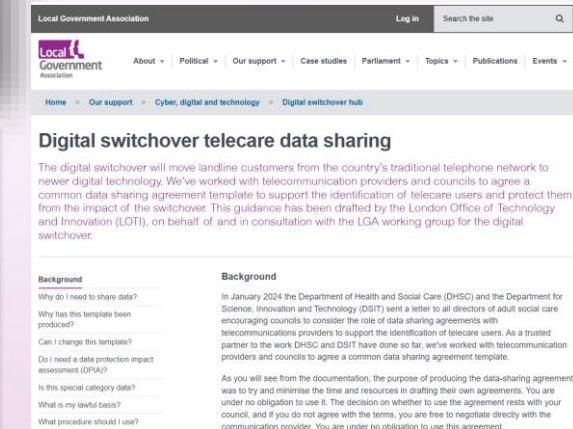 Local Government Association
Log in
Search the site
Local
Government
Association
About
Political
Our support
Case studies
Parliament
Topics
Publications
Events
Home > Our support > Cyber, digital and technology > Digital switchover hub
Digital switchover telecare data sharing
The digital switchover will move landline customers from the country's traditional telephone network to
newer digital technology. We've worked with telecommunication providers and councils to agree a
common data sharing agreement template to support the identification of telecare users and protect them
from the impact of the switchover. This guidance has been drafted by the London Office of Technology
and Innovation (LOTI), on behalf of and in consultation with the LGA working group for the digital
switchover.
Background
Why do I need to share data?
Why has this template been
produced?
Can I change this template?
Do I need a data protection impact
assessment (DPIA)?
Is this special category data?
What is my lawful basis?
What procedure should I use?
Background
In January 2024 the Department of Health and Social Care (DHSC) and the Department for
Science, Innovation and Technology (DSIT) sent a letter to all directors of adult social care
encouraging councils to consider the role of data sharing agreements with
telecommunications providers to support the identification of telecare users. As a trusted
partner to the work DHSC and DSIT have done so far, we've worked with telecommunication
providers and councils to agree a common data sharing agreement template.
As you will see from the documentation, the purpose of producing the data-sharing agreement
was to try and minimise the time and resources in drafting their own agreements. You are
under no obligation to use it. The decision on whether to use the agreement rests with your
council, and if you do not agree with the terms, you are free to negotiate directly with the
communication provider. You are under no obligation to use this agreement.